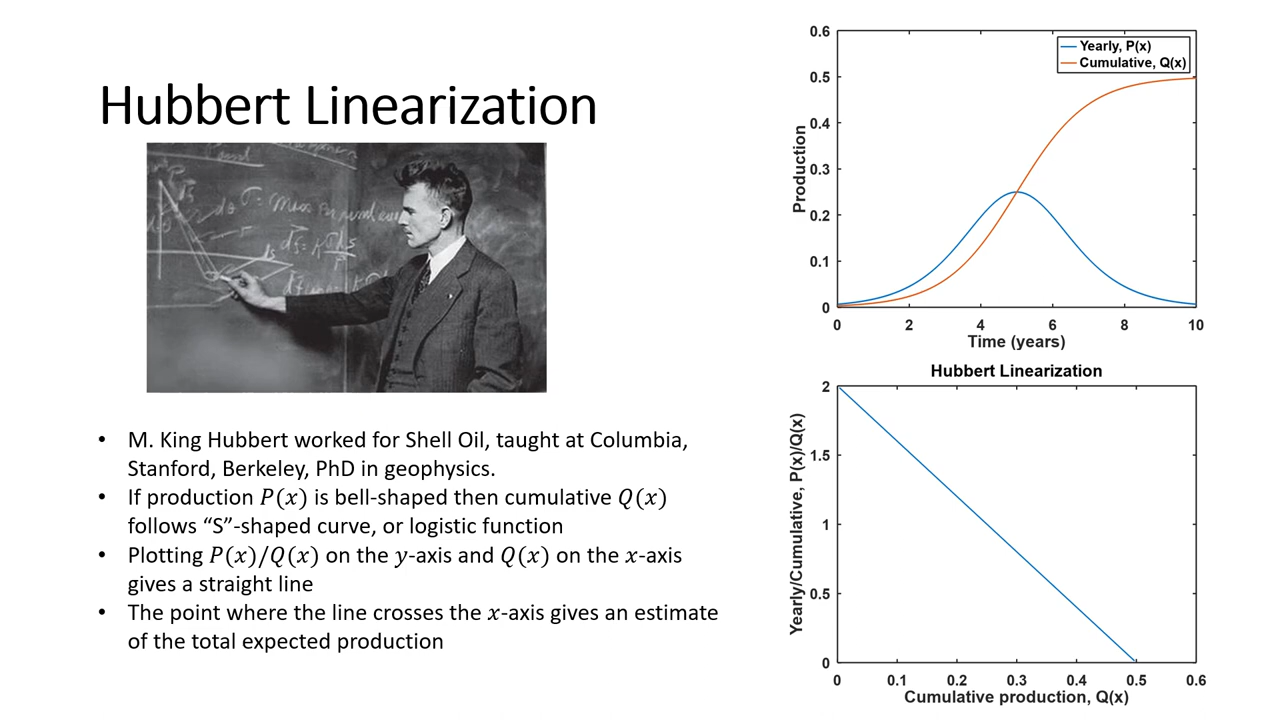 Hubbert Linearization
• M. King Hubbert worked for Shell Oil, taught at Columbia,
Stanford, Berkeley, PhD in geophysics.
• If production P(x) is bell-shaped then cumulative Q(x)
follows “S”-shaped curve, or logistic function
• Plotting P(x)/Q(x) on the y-axis and Q(x) on the x-axis
gives a straight line
• The point where the line crosses the x-axis gives an estimate
of the total expected production
Yearly, P(x)
Cumulative, Q(x)
Production
0.6
0.5
0.4
0.3
0.2
0.1
0
0 2 4 6 8 10
Time (years)
Hubbert Linearization
Yearly/Cumulative, P(x)/Q(x)
2
1.5
1
0.5
0
0 0.1 0.2 0.3 0.4 0.5 0.6
Cumulative production, Q(x)